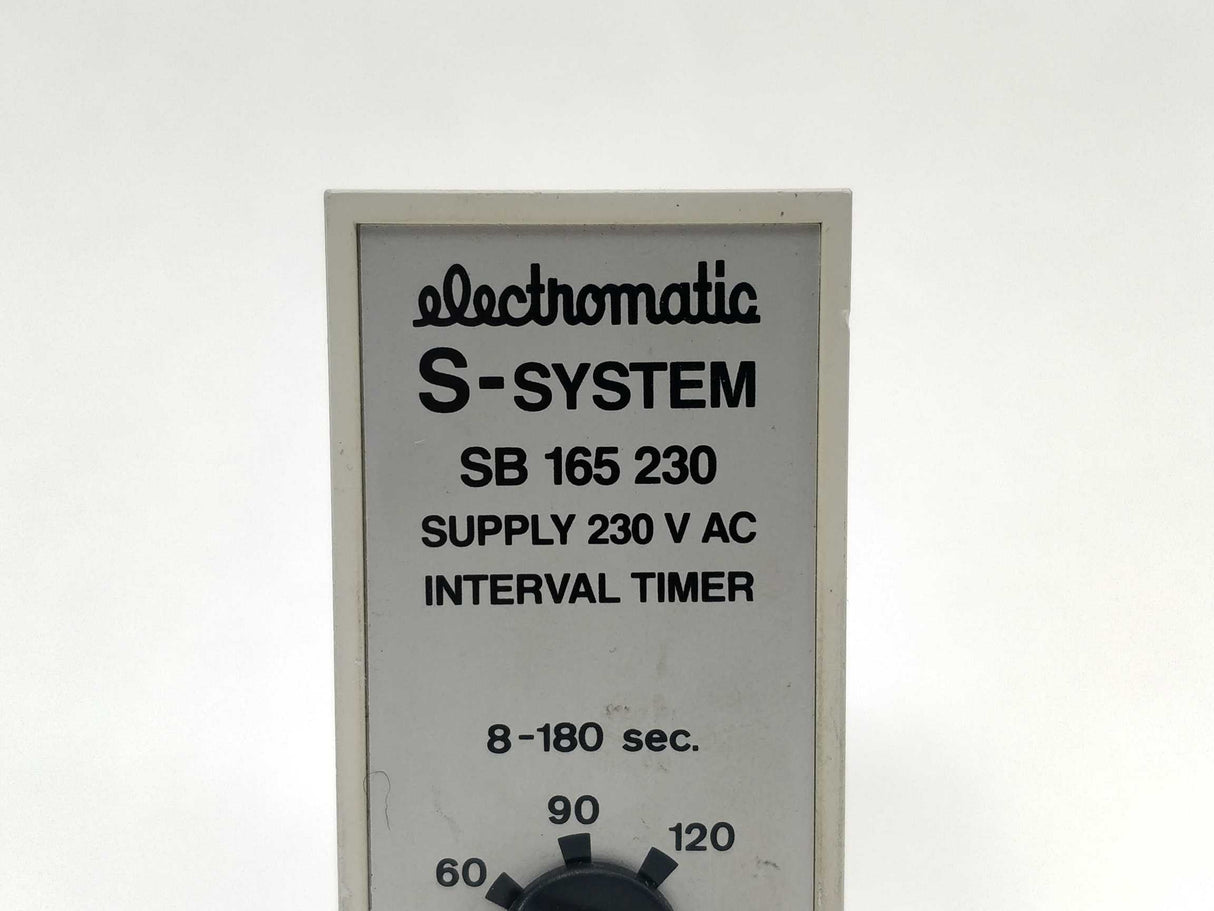 electromatic
S-SYSTEM
SB 165 230
SUPPLY 230 V AC
INTERVAL TIMER
8-180 sec.
90
60 120